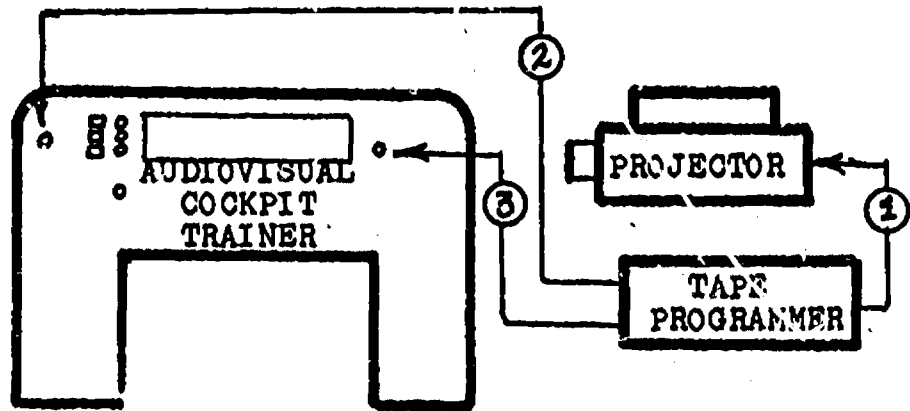 2
AUDIOVISUAL
COCKPIT
TRAINER
3
PROJECTOR
1
TAPE
PROGRAMMER